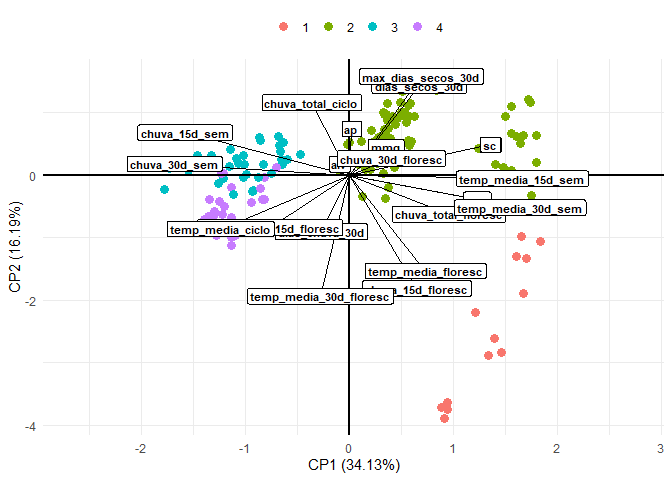 1 2 3 4
max_dias_secos_30d
dias_secos_30d
chuva_total_ciclo
ap
chuva_15d_sem
mmg
sc
chuva_30d_sem
chuva_30d_floresc
temp_media_15d_sem
temp_media_30d_sem
chuva_total_floresc
temp_media_ciclo
15d_floresc
30d
temp_media_floresc
15d_floresc
temp_media_30d_floresc
0
-2
-4
-2 -1 0 1 2 3
CP1 (34.13%)
CP2 (16.19%)